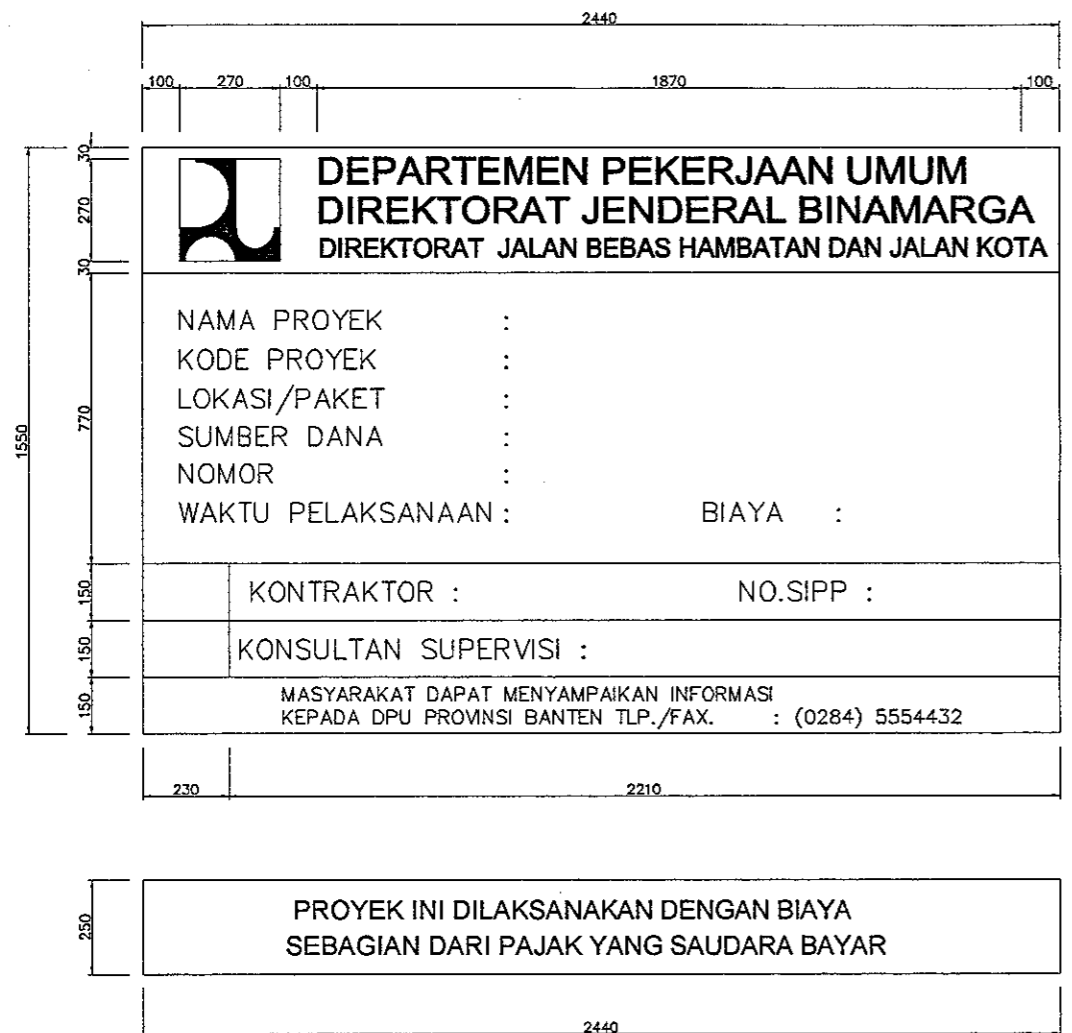 2440
100 270 100 1870 100
30
DEPARTEMEN PEKERJAAN UMUM
270
DIREKTORAT JENDERAL BINAMARGA
DIREKTORAT JALAN BEBAS HAMBATAN DAN JALAN KOTA
30
NAMA PROYEK :
KODE PROYEK :
LOKASI/PAKET :
770
1550
SUMBER DANA :
NOMOR :
WAKTU PELAKSANAAN : BIAYA :
150
KONTRAKTOR : NO.SIPP :
150
KONSULTAN SUPERVISI :
150
MASYARAKAT DAPAT MENYAMPAIKAN INFORMASI
KEPADA DPU PROVINSI BANTEN TLP./FAX. : (0284) 5554432
230 2210
250
PROYEK INI DILAKSANAKAN DENGAN BIAYA
SEBAGIAN DARI PAJAK YANG SAUDARA BAYAR
2440